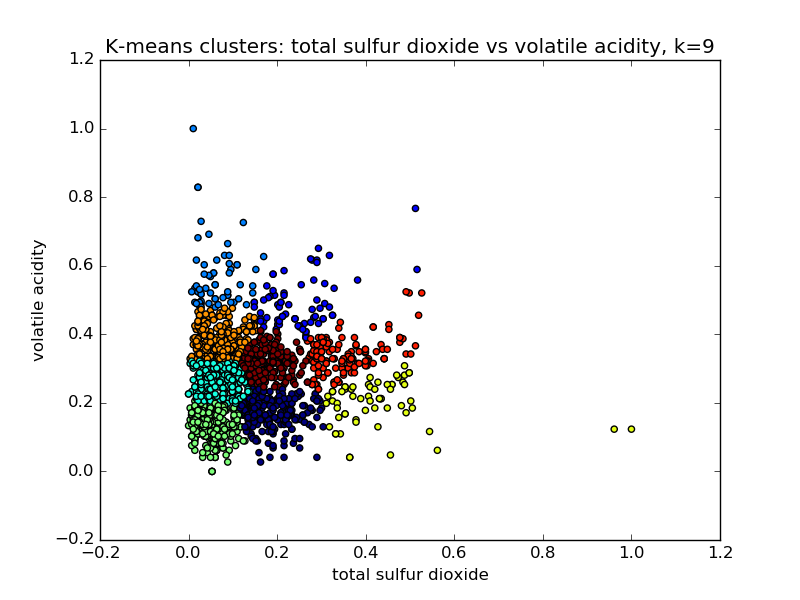 K-means clusters: total sulfur dioxide vs volatile acidity, k=9
1.2
1.0
0.8
0.6
0.4
0.2
0.0
−0.2
volatile acidity
−0.2 0.0 0.2 0.4 0.6 0.8 1.0 1.2
total sulfur dioxide